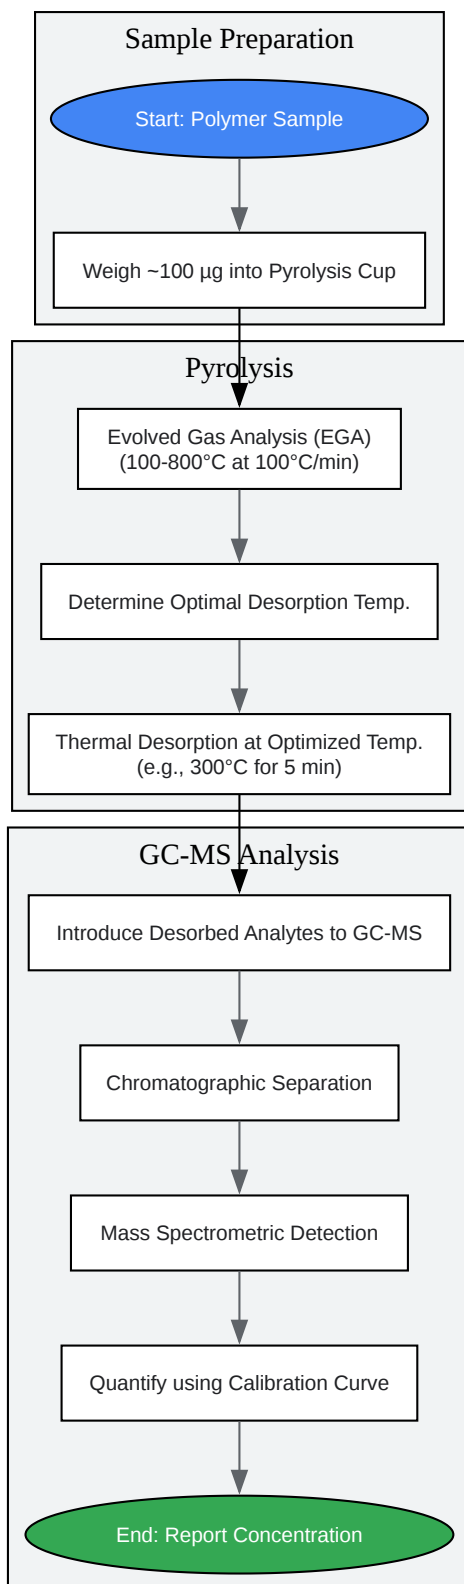 Sample Preparation
Start: Polymer Sample
Weigh ~100 µg into Pyrolysis Cup
Pyrolysis
Evolved Gas Analysis (EGA)
(100-800°C at 100°C/min)
Determine Optimal Desorption Temp.
Thermal Desorption at Optimized Temp.
(e.g., 300°C for 5 min)
GC-MS Analysis
Introduce Desorbed Analytes to GC-MS
Chromatographic Separation
Mass Spectrometric Detection
Quantify using Calibration Curve
End: Report Concentration